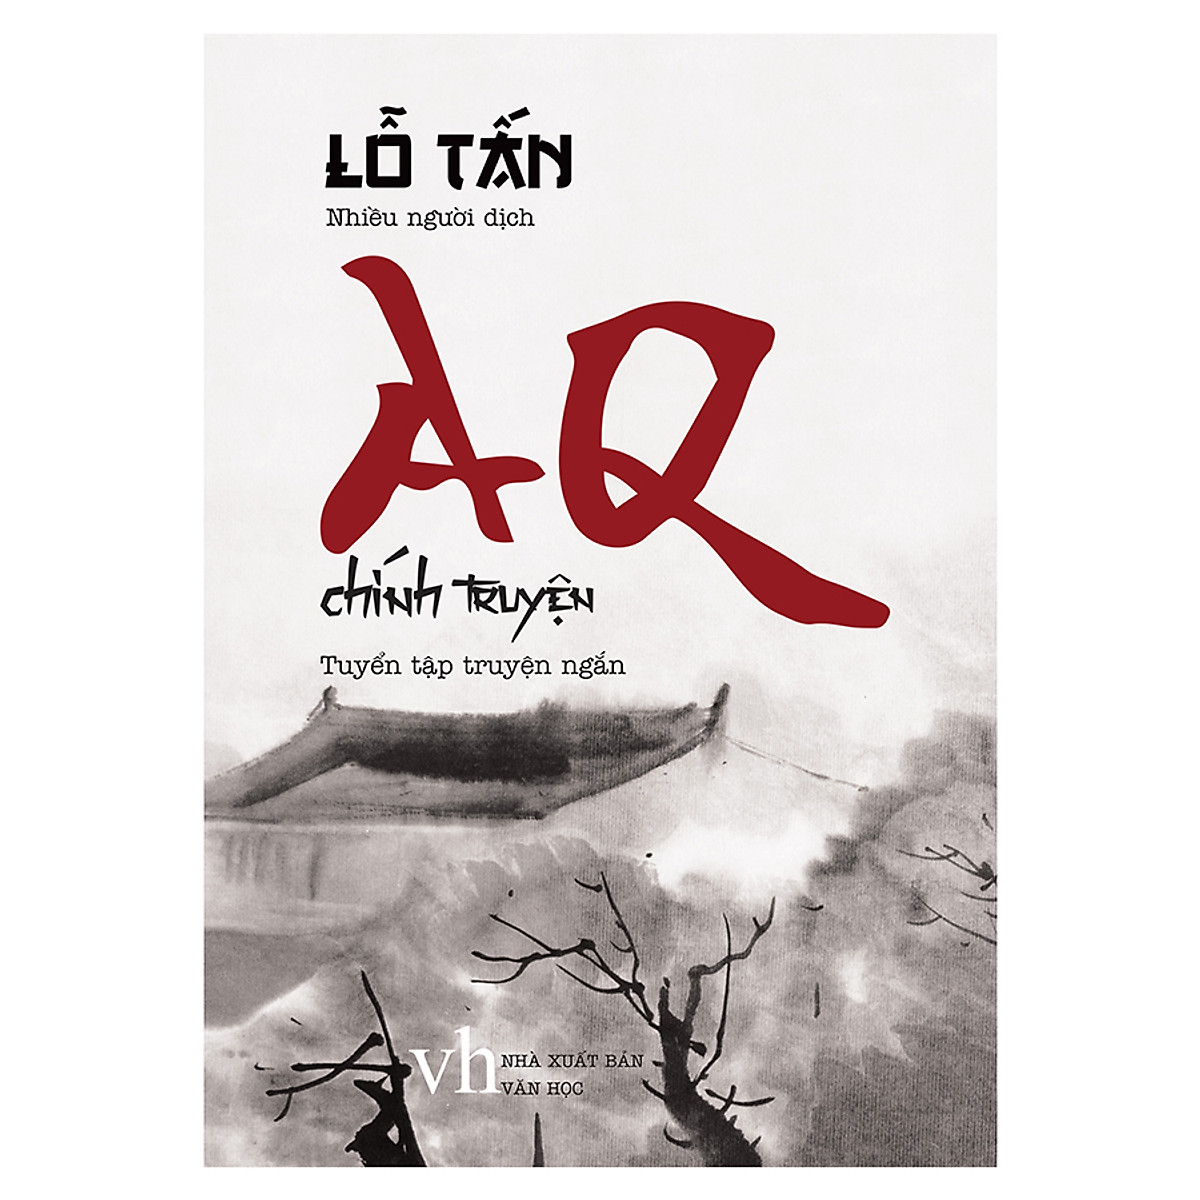 LỖ TẤN
Nhiều người dịch
AQ
chính truyện
Tuyển tập truyện ngắn
vh
NHÀ XUẤT BẢN
VĂN HỌC